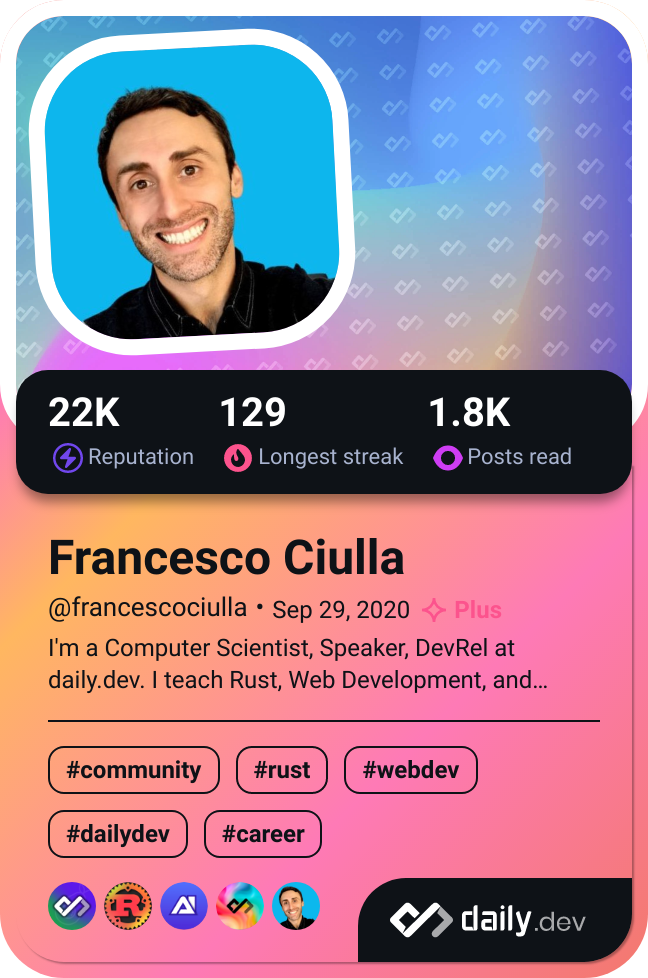 22K 129 1.8K
Reputation Longest streak Posts read
Francesco Ciulla
@francescociulla • Sep 29, 2020 Plus
I'm a Computer Scientist, Speaker, DevRel at
daily.dev. I teach Rust, Web Development, and…
#community #rust #webdev
#dailydev #career
R AI
daily.dev